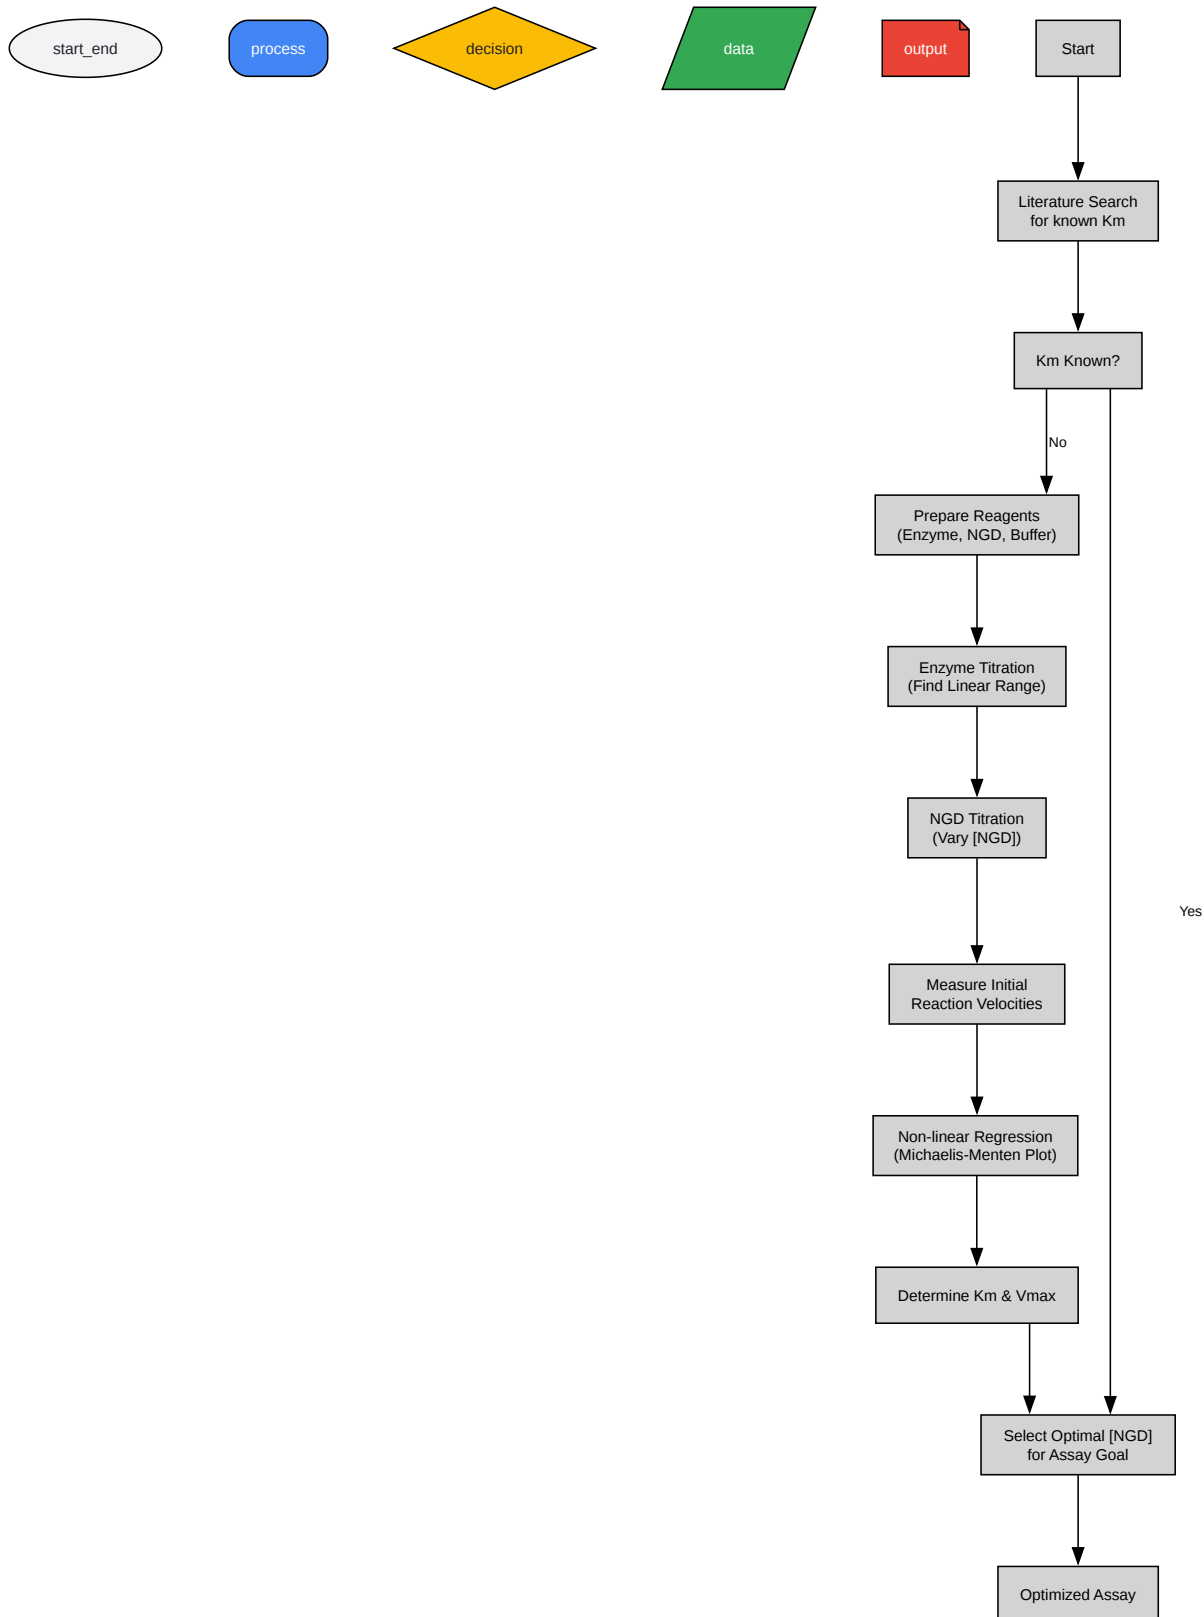 start_end
process
decision
data
output
Start
Literature Search
for known Km
Km Known?
No
Prepare Reagents
(Enzyme, NGD, Buffer)
Enzyme Titration
(Find Linear Range)
NGD Titration
(Vary [NGD])
Yes
Measure Initial
Reaction Velocities
Non-linear Regression
(Michaelis-Menten Plot)
Determine Km & Vmax
Select Optimal [NGD]
for Assay Goal
Optimized Assay